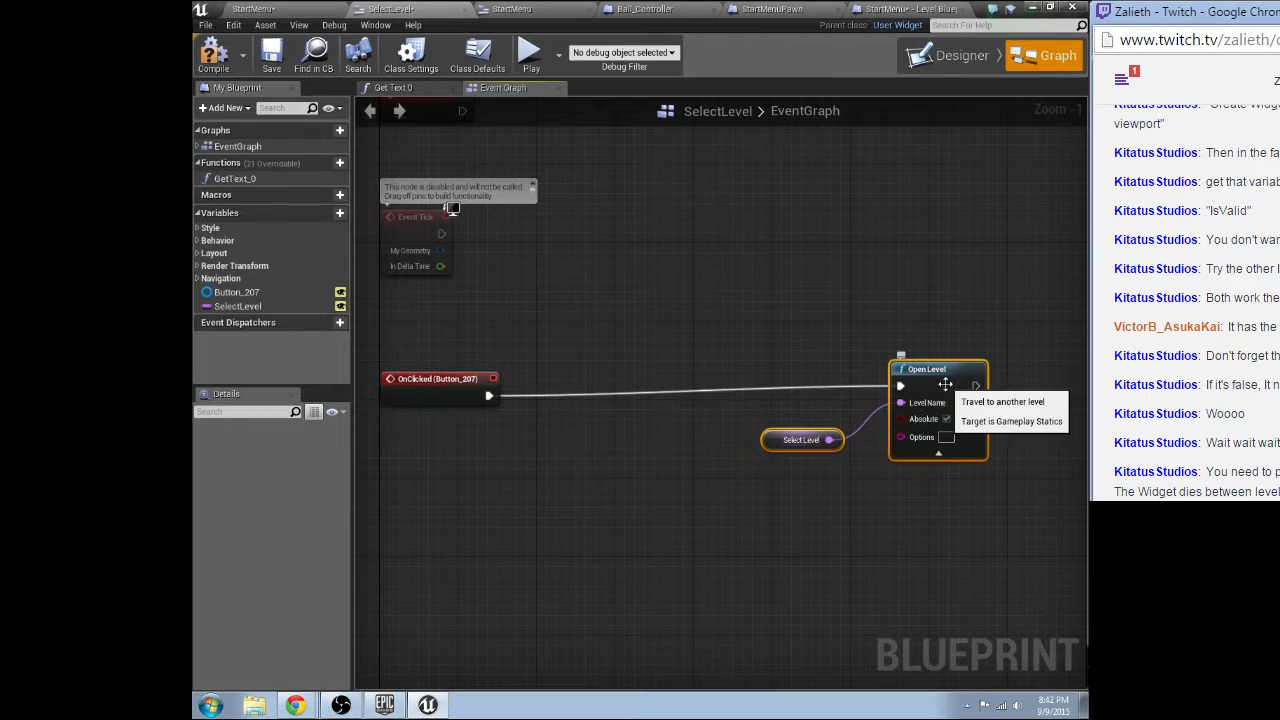 StartMenu*
SelectLevel*
StartMenu
Ball_Controller
StartMenuPawn
StartMenu* - Level Bluep
File Edit Asset View Debug Window Help
Parent class: User Widget
Search For Help
Compile
Save
Find in CB
Search
Class Settings
Class Defaults
Play
No debug object selected
Debug Filter
Designer
Graph
My Blueprint
Get Text 0
Event Graph
Add New
Search
SelectLevel > EventGraph
Zoom -1
Graphs
EventGraph
Functions (21 Overridable)
GetText_0
Macros
Variables
Style
Behavior
Layout
Render Transform
Navigation
Button_207
SelectLevel
Event Dispatchers
Details
Search
This node is disabled and will not be called.
Drag off pins to build functionality.
Event Tick
My Geometry
In Delta Time
OnClicked (Button_207)
Select Level
Open Level
Level Name
Absolute
Options
Travel to another level
Target is Gameplay Statics
BLUEPRINT
Zalieth - Twitch - Google Chro
www.twitch.tv/zalieth/
1
Z
Kitatus Studios: "Create Widg
viewport"
Kitatus Studios: Then in the fa
Kitatus Studios: get that variab
Kitatus Studios: "IsValid"
Kitatus Studios: You don't wan
Kitatus Studios: Try the other I
Kitatus Studios: Both work the
VictorB_AsukaKai: It has the
Kitatus Studios: Don't forget th
Kitatus Studios: If it's false, It n
Kitatus Studios: Woooo
Kitatus Studios: Wait wait wait
Kitatus Studios: You need to p
The Widget dies between level
EPIC GAMES
8:42 PM
9/9/2015